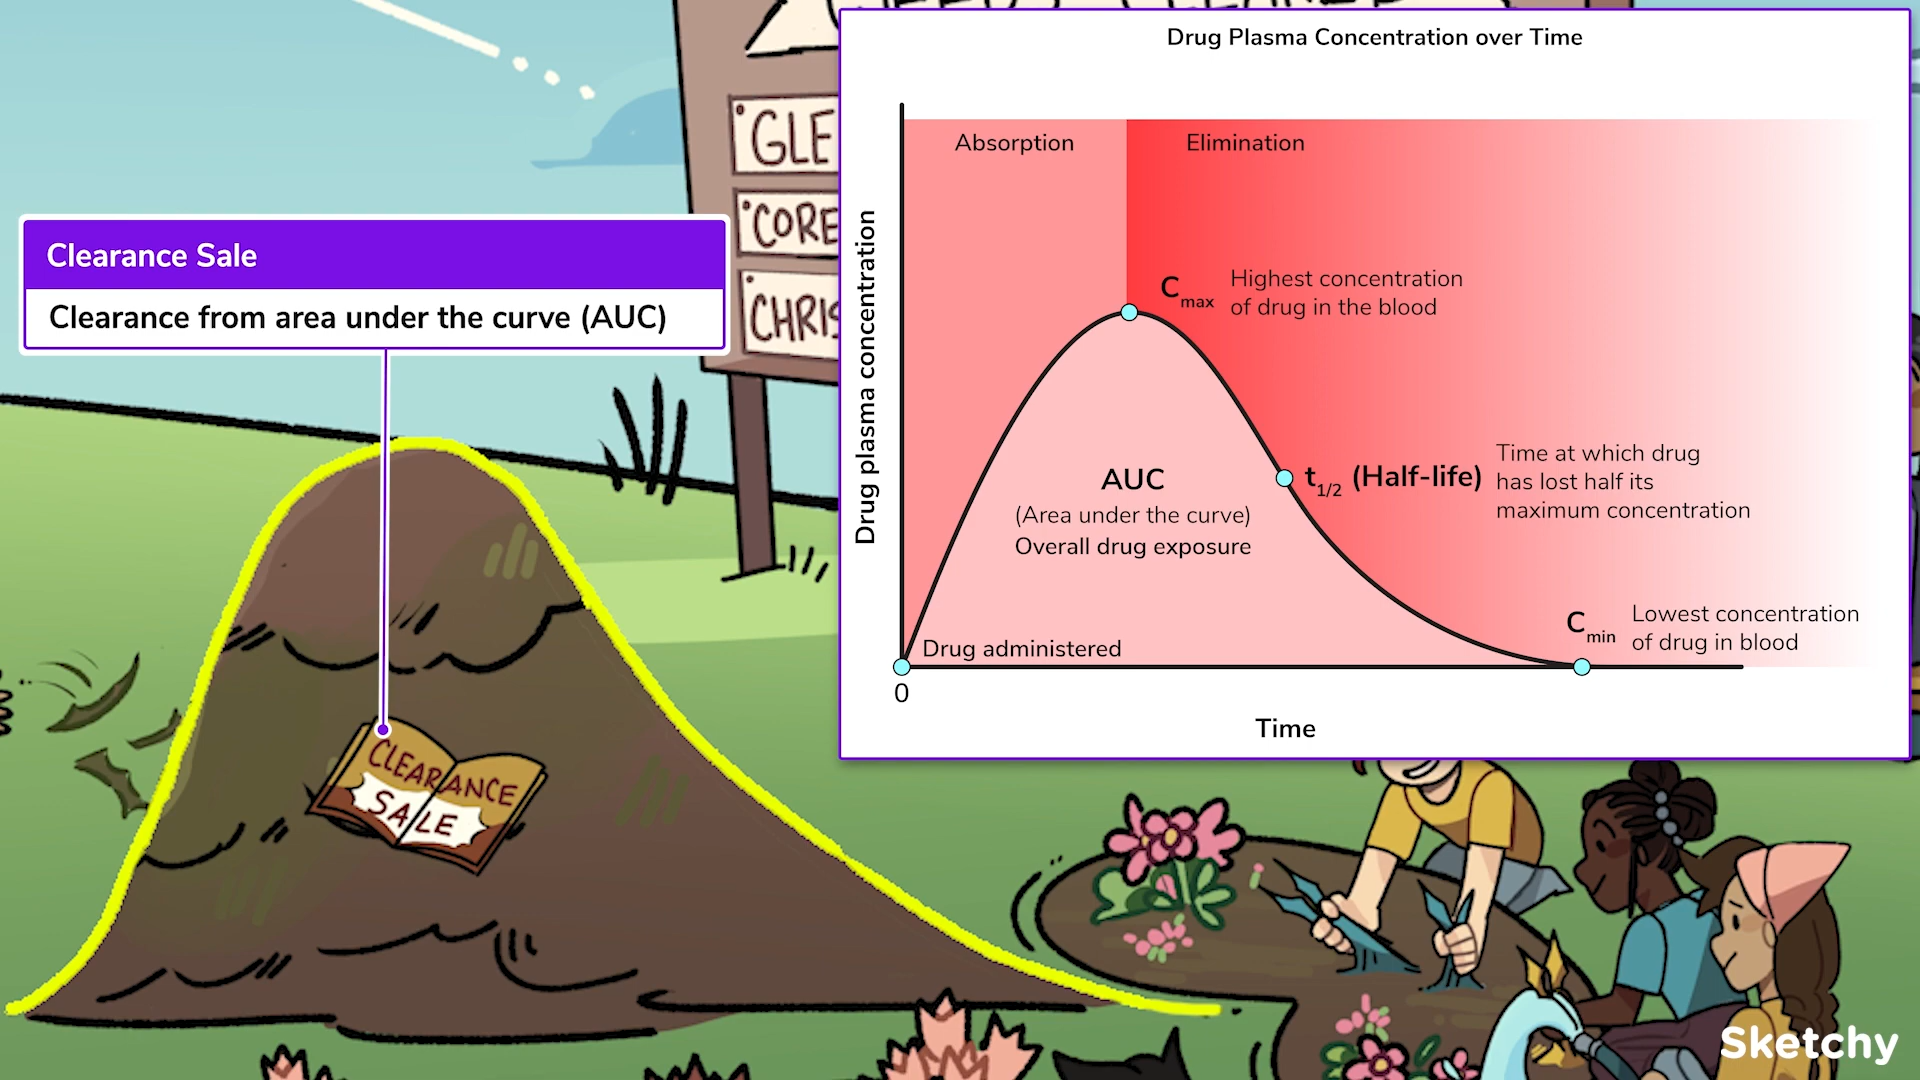 GLE
CORE
CHRIS
Clearance Sale
Clearance from area under the curve (AUC)
CLEARANCE
SALE
Drug Plasma Concentration over Time
Absorption
Elimination
Drug plasma concentration
Cmax
Highest concentration
of drug in the blood
AUC
(Area under the curve)
Overall drug exposure
t1/2 (Half-life)
Time at which drug
has lost half its
maximum concentration
Cmin
Lowest concentration
of drug in blood
Drug administered
0
Time
Sketchy